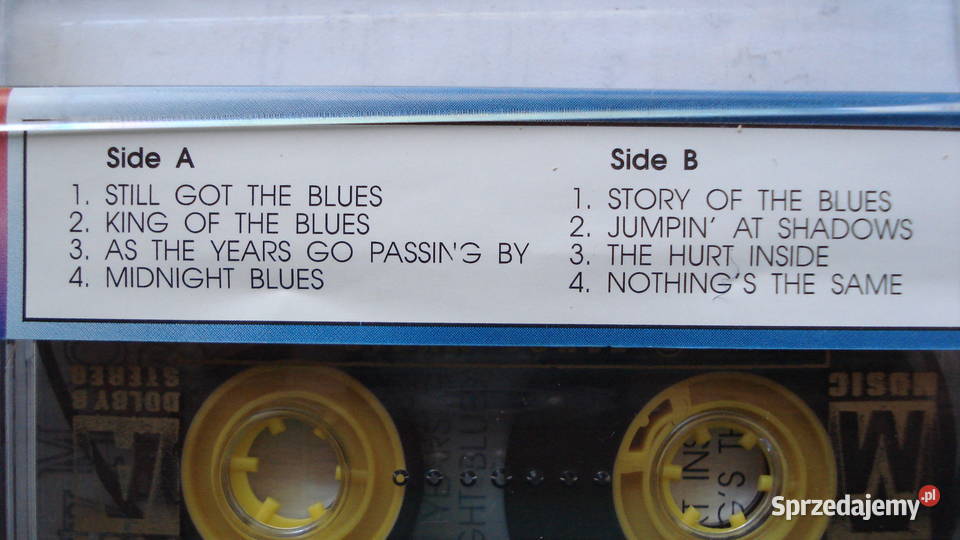 Side A
1. STILL GOT THE BLUES
2. KING OF THE BLUES
3. AS THE YEARS GO PASSING BY
4. MIDNIGHT BLUES
Side B
1. STORY OF THE BLUES
2. JUMPIN' AT SHADOWS
3. THE HURT INSIDE
4. NOTHING'S THE SAME
DOLBY B
STEREO
MUSIC
Sprzedajemy.pl